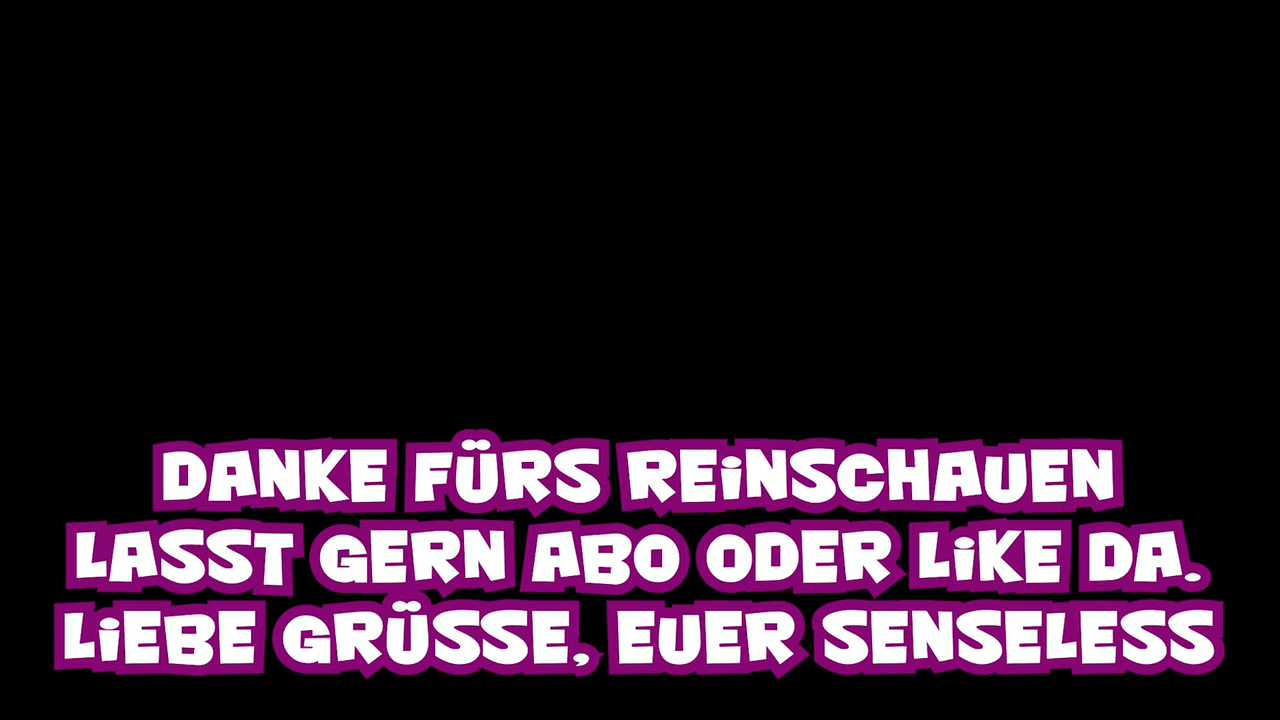 DANKE FÜRS REINSCHAUEN
LASST GERN ABO ODER LIKE DA.
LIEBE GRÜSSE, EUER SENSELESS